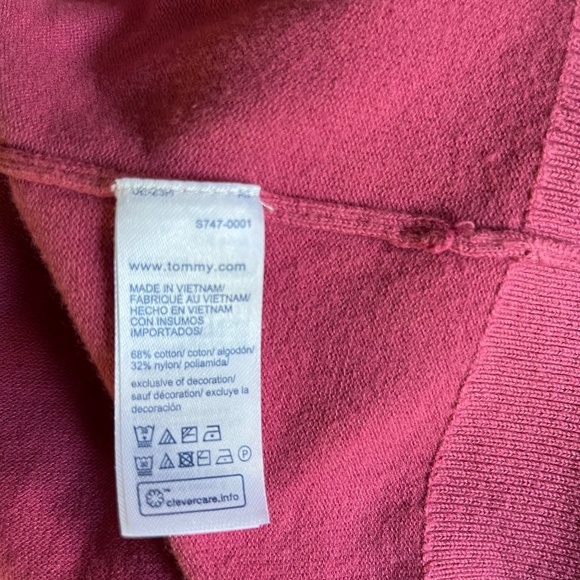 S747-0001
www.tommy.com
MADE IN VIETNAM/
FABRIQUÉ AU VIETNAM/
HECHO EN VIETNAM
CON INSUMOS
IMPORTADOS/
68% cotton/ coton/ algodón/
32% nylon/ poliamida/
exclusive of decoration/
sauf décoration/ excluye la
decoración
P
clevercare.info